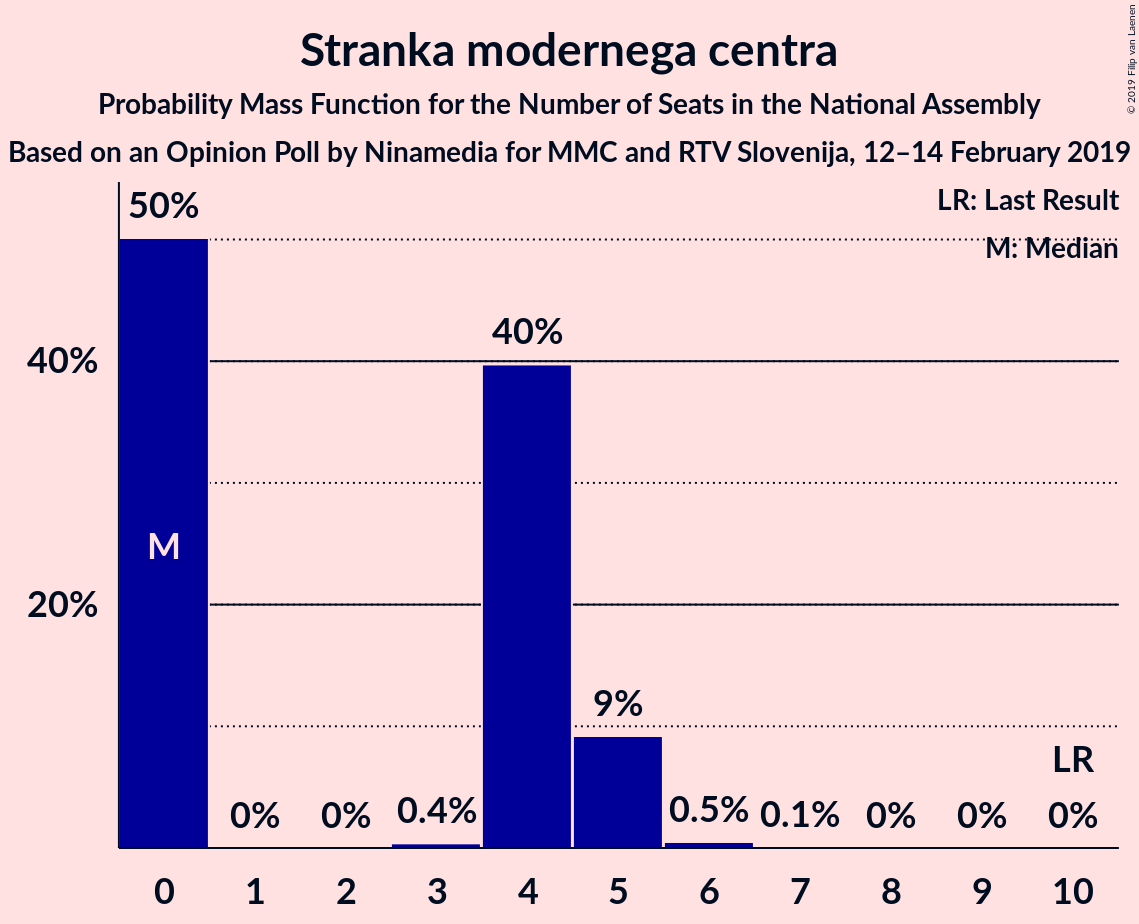 Stranka modernega centra
Probability Mass Function for the Number of Seats in the National Assembly
Based on an Opinion Poll by Ninamedia for MMC and RTV Slovenija, 12–14 February 2019
© 2019 Filip van Laenen
LR: Last Result
M: Median
50%
40%
40%
M
20%
9%
LR
0%
0%
0.4%
0.5%
0.1%
0%
0%
0%
0 1 2 3 4 5 6 7 8 9 10